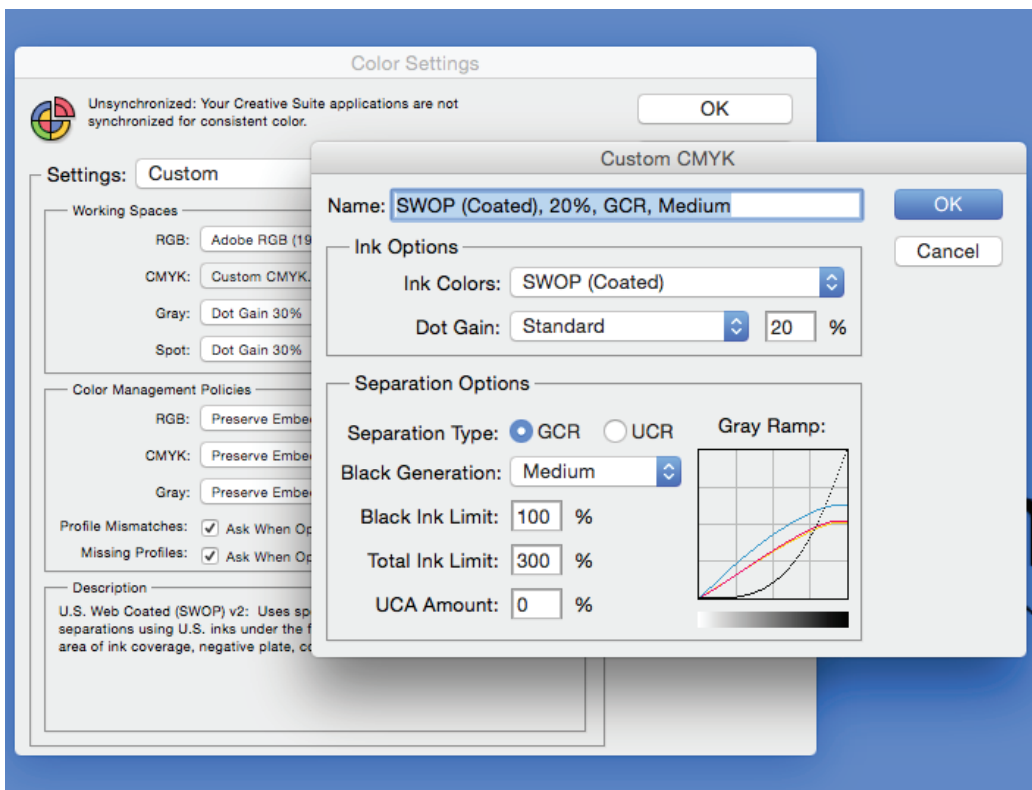 Color Settings
Unsynchronized: Your Creative Suite applications are not
synchronized for consistent color.
OK
Settings: Custom
Working Spaces
RGB: Adobe RGB (19
CMYK: Custom CMYK.
Gray: Dot Gain 30%
Spot: Dot Gain 30%
Color Management Policies
RGB: Preserve Embe
CMYK: Preserve Embe
Gray: Preserve Embe
Profile Mismatches: Ask When Op
Missing Profiles: Ask When Op
Description
U.S. Web Coated (SWOP) v2: Uses sp
separations using U.S. inks under the f
area of ink coverage, negative plate,
Custom CMYK
Name: SWOP (Coated), 20%, GCR, Medium
OK
Cancel
Ink Options
Ink Colors: SWOP (Coated)
Dot Gain: Standard 20 %
Separation Options
Separation Type: GCR UCR
Gray Ramp:
Black Generation: Medium
Black Ink Limit: 100 %
Total Ink Limit: 300 %
UCA Amount: 0 %